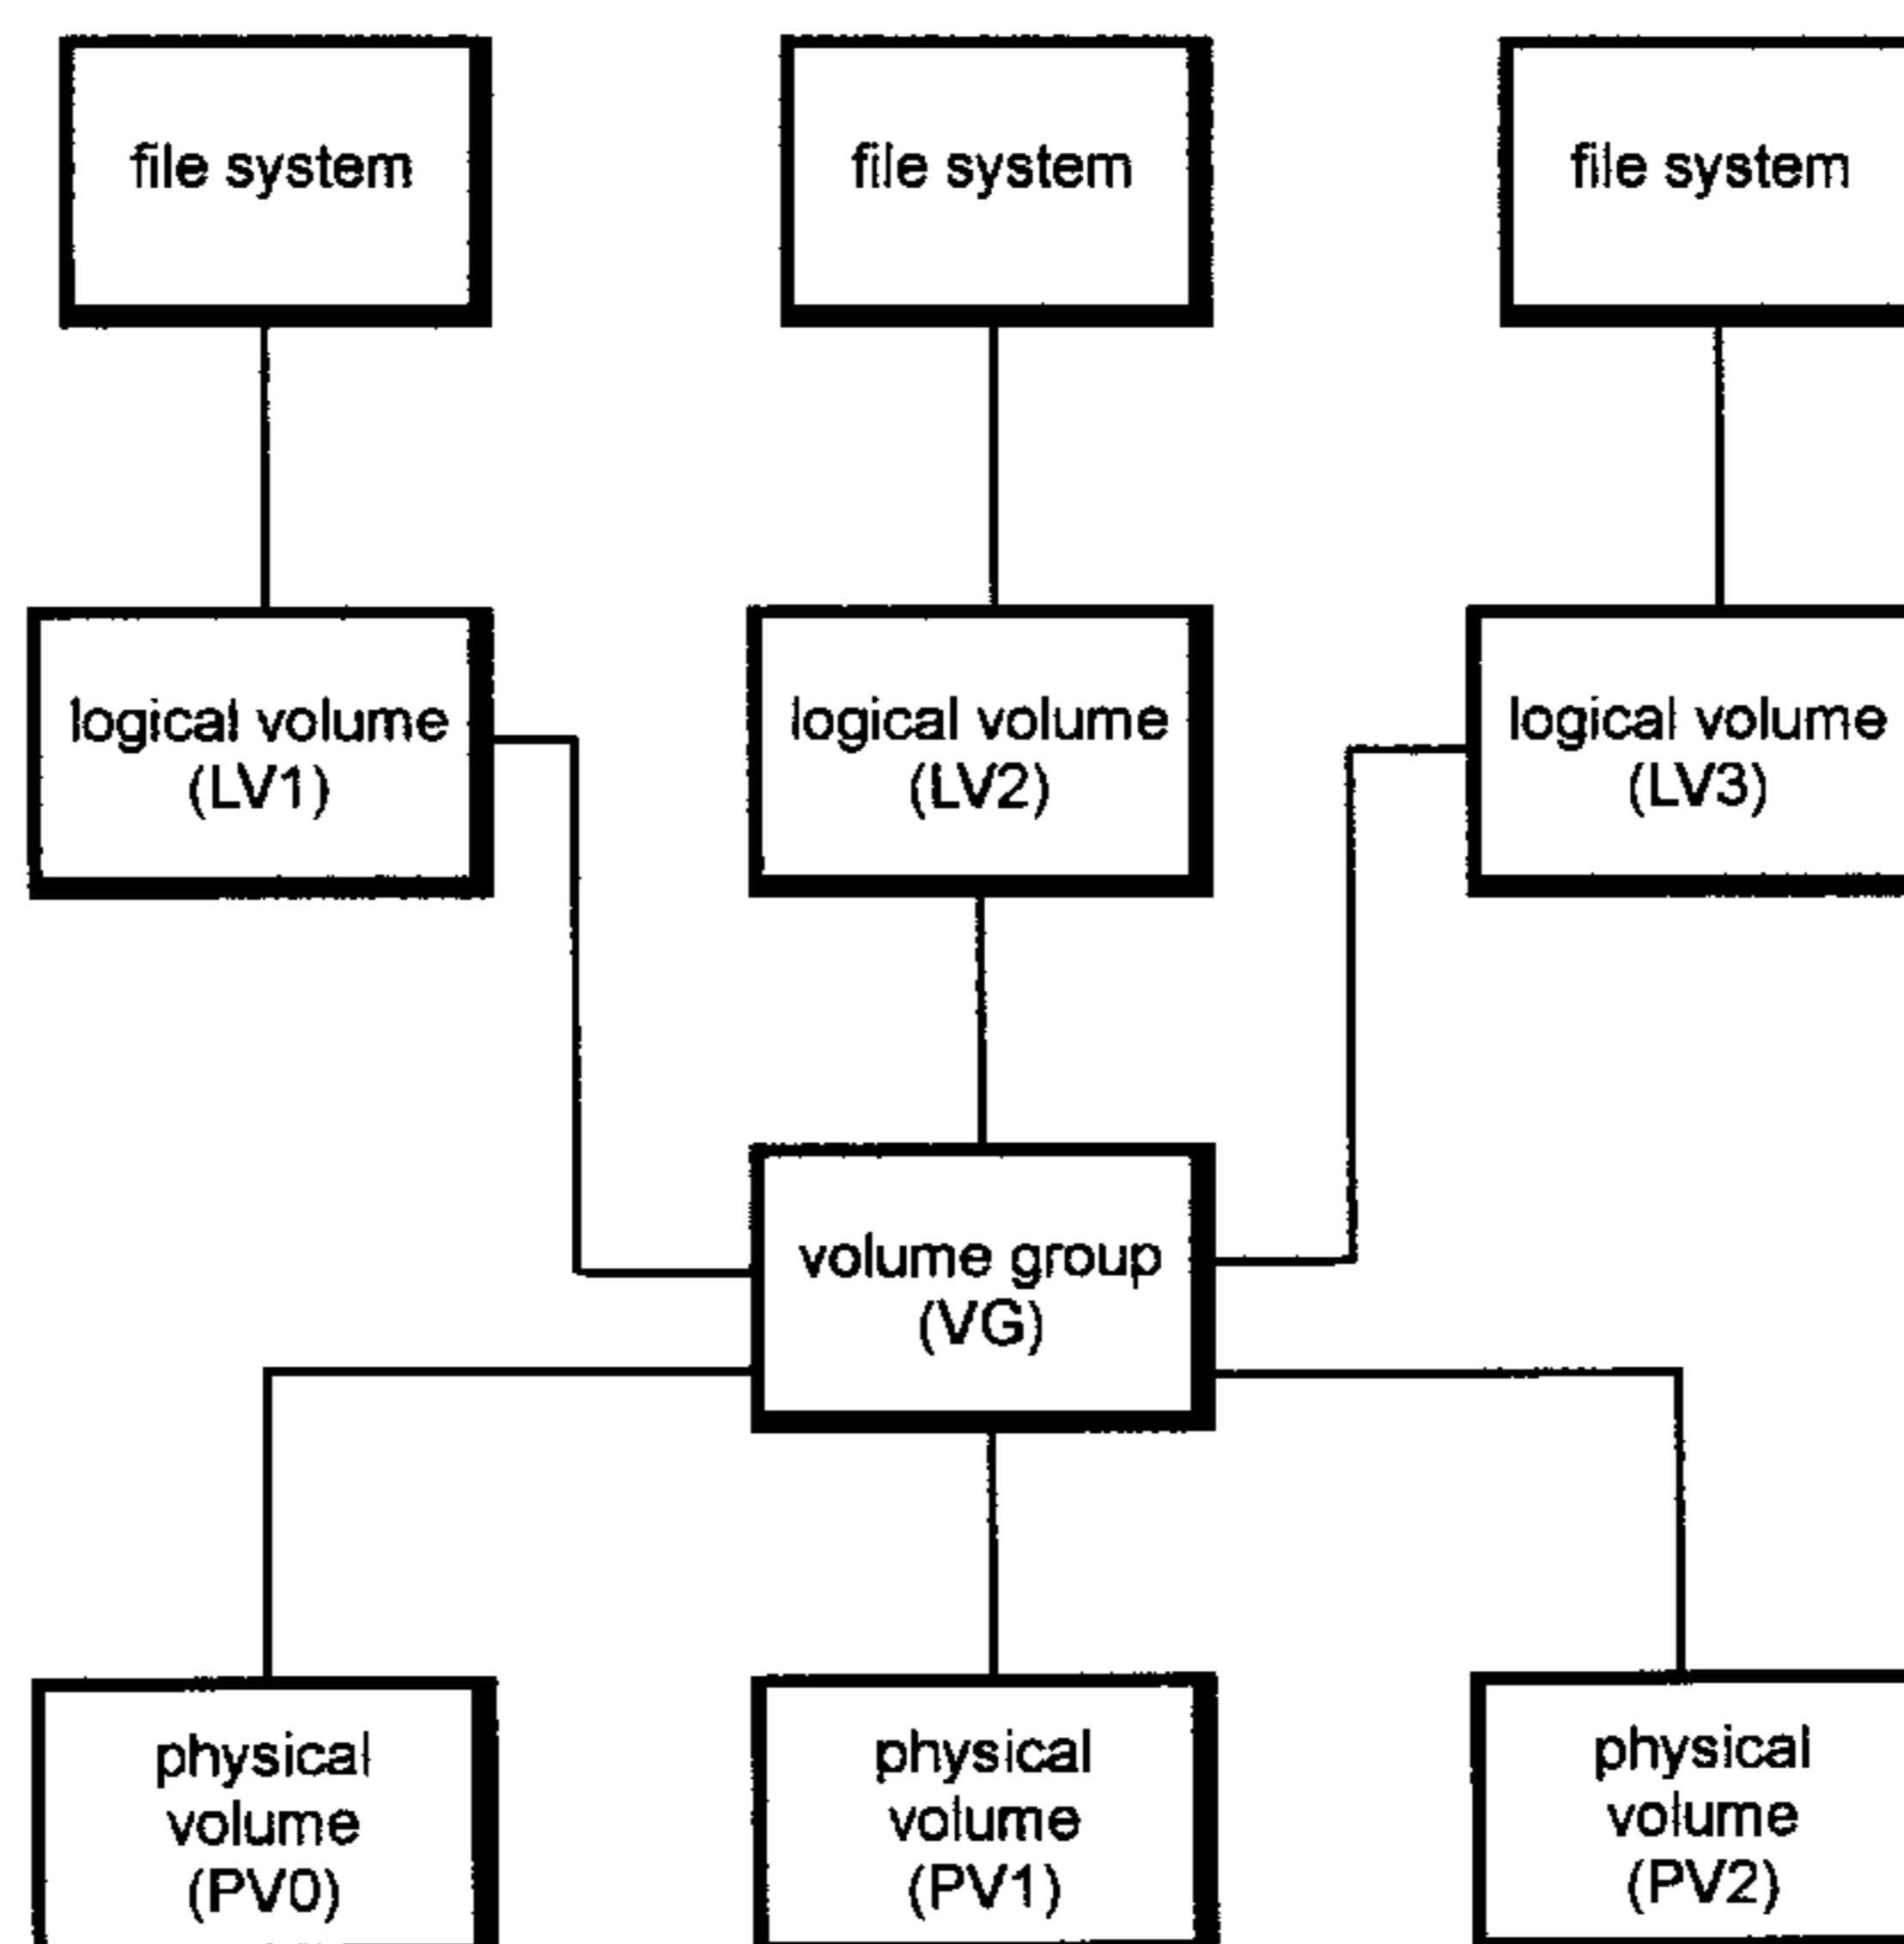 file system
file system
file system
logical volume
(LV1)
logical volume
(LV2)
logical volume
(LV3)
volume group
(VG)
physical
volume
(PV0)
physical
volume
(PV1)
physical
volume
(PV2)